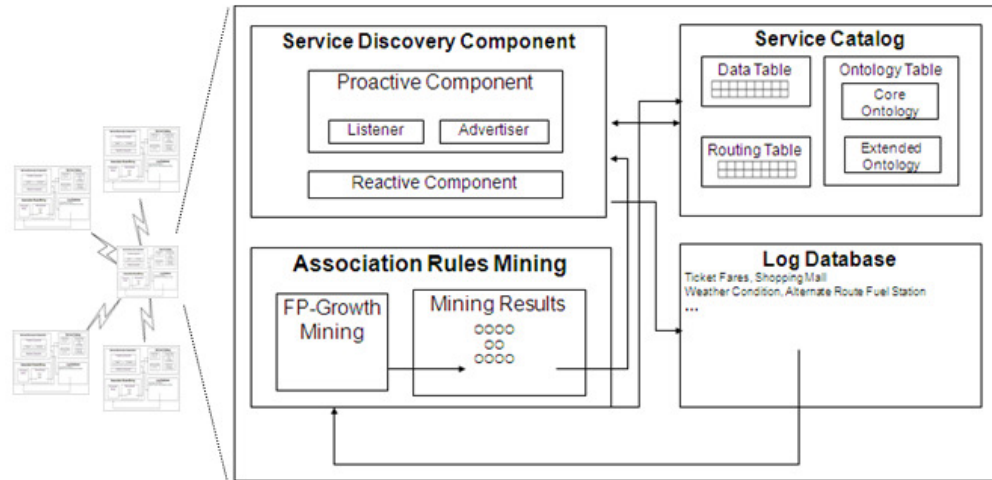 Service Discovery Component
Proactive Component
Listener
Advertiser
Reactive Component
Service Catalog
Data Table
Ontology Table
Core
Ontology
Routing Table
Extended
Ontology
Association Rules Mining
FP-Growth
Mining
Mining Results
Log Database
Ticket Fares, Shopping Mall
Weather Condition, Alternate Route Fuel Station
...